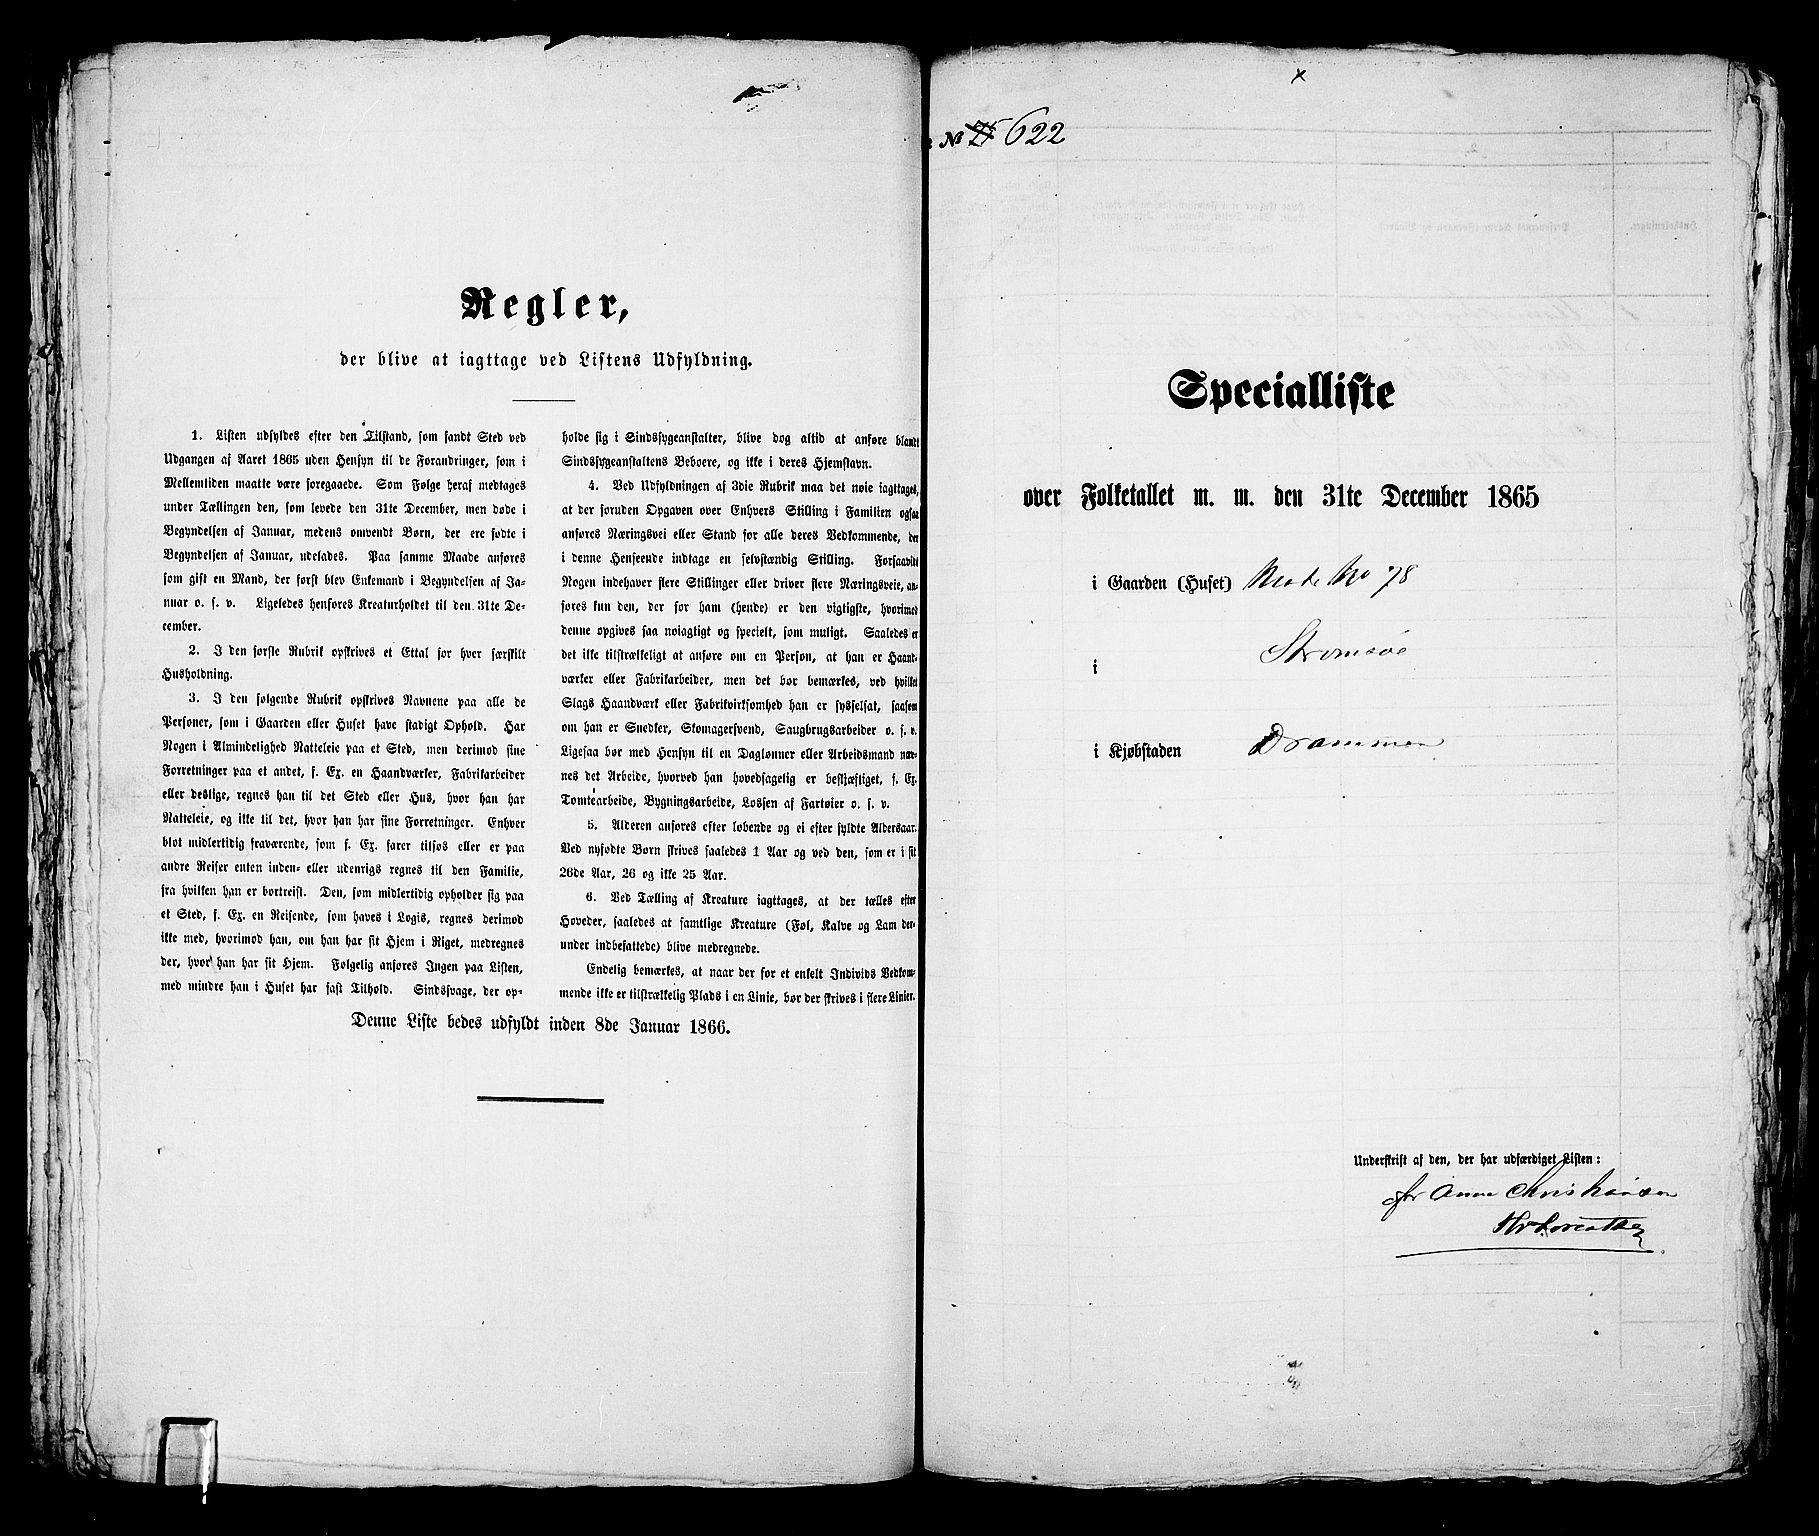 Regler,
der blive at iagttage ved Listens Udfyldning.
1. Listen udfyldes efter den Tilstand, som fandt Sted ved
Udgangen af Aaret 1865 uden Hensyn til de Forandringer, som i
Mellemtiden maatte være foregaaede. Som Følge heraf medtages
under Tællingen den, som levede den 31te December, men døde i
Begyndelsen af Januar, medens omvendt Børn, der ere fødte i
Begyndelsen af Januar, udelades. Paa samme Maade anføres
som gift en Mand, der først blev Enkemand i Begyndelsen af Ja-
nuar o. s. v. Ligeledes henføres Kreaturholdet til den 31te De-
cember.
2. I den første Rubrik opskrives et Ettal for hver særskilt
Husholdning.
3. I den følgende Rubrik opskrives Navnene paa alle de
Personer, som i Gaarden eller Huset have stadigt Ophold. Har
Nogen i Almindelighed Natteleie paa et Sted, men derimod sine
Forretninger paa et andet, f. Ex. en Haandværker, Fabrikarbeider
eller deslige, regnes han til det Sted eller Hus, hvor han har
Natteleie, og ikke til det, hvor han har sine Forretninger. Enhver
blot midlertidig fraværende, som f. Ex. farer tilsøs eller er paa
andre Reiser enten inden- eller udenrigs regnes til den Familie,
fra hvilken han er bortreist. Den, som midlertidig opholder sig paa
et Sted, f. Ex. en Reisende, som haves i Logis, regnes derimod
ikke med, hvorimod han, om han har sit Hjem i Riget, medregnes
der, hvor han har sit Hjem. Følgelig anføres Ingen paa Listen,
med mindre han i Huset har fast Tilhold. Sindssvage, der op-
holde sig i Sindssygeanstalter, blive dog altid at anføre blandt
Sindssygeanstaltens Beboere, og ikke i deres Hjemstavn.
4. Ved Udfyldningen af 3die Rubrik maa det nøie iagttages,
at der foruden Opgaven over Enhvers Stilling i Familien ogsaa
anføres Næringsvei eller Stand for alle deres Vedkommende, der
i denne Henseende indtage en selvstændig Stilling. Forsaavidt
Nogen indehaver flere Stillinger eller driver flere Næringsveie, an-
føres kun den, der for ham (hende) er den vigtigste, hvorimod
denne opgives saa nøiagtigt og specielt, som muligt. Saaledes er
det ikke tilstrækkeligt at anføre om en Person, at han er Haand-
værker eller Fabrikarbeider, men det bør bemærkes, ved hvilket
Slags Haandværk eller Fabrikvirksomhed han er sysselsat, saasom
om han er Snedker, Skomagersvend, Saugbrugsarbeider o. s. v.
Ligesaa bør med Hensyn til en Daglønner eller Arbeidsmand næv-
nes det Arbeide, hvorved han hovedsagelig er beskjæftiget, f. Ex.
Tomtearbeide, Bygningsarbeide, Lossen af Fartøier o. s. v.
5. Alderen anføres efter løbende og ei efter fyldte Aldersaar.
Ved nyfødte Børn skrives saaledes 1 Aar og ved den, som er i sit
26de Aar, 26 og ikke 25 Aar.
6. Ved Tælling af Kreature iagttages, at der tælles efter
Hoveder, saaledes at samtlige Kreature (Føl, Kalve og Lam der-
under indbefattede) blive medregnede.
Endelig bemærkes, at naar der for et enkelt Individs Vedkom-
mende ikke er tilstrækkelig Plads i en Linie, bør der skrives i flere Linier.
Denne Liste bedes udfyldt inden 8de Januar 1866.
No 622
Specialliste
over Folketallet m. m. den 31te December 1865
i Gaarden (Huset) Matr No 78
i Strømsøe
i Kjøbstaden Drammen
Underskrift af den, der har udfærdiget Listen:
for Anne Christiansen